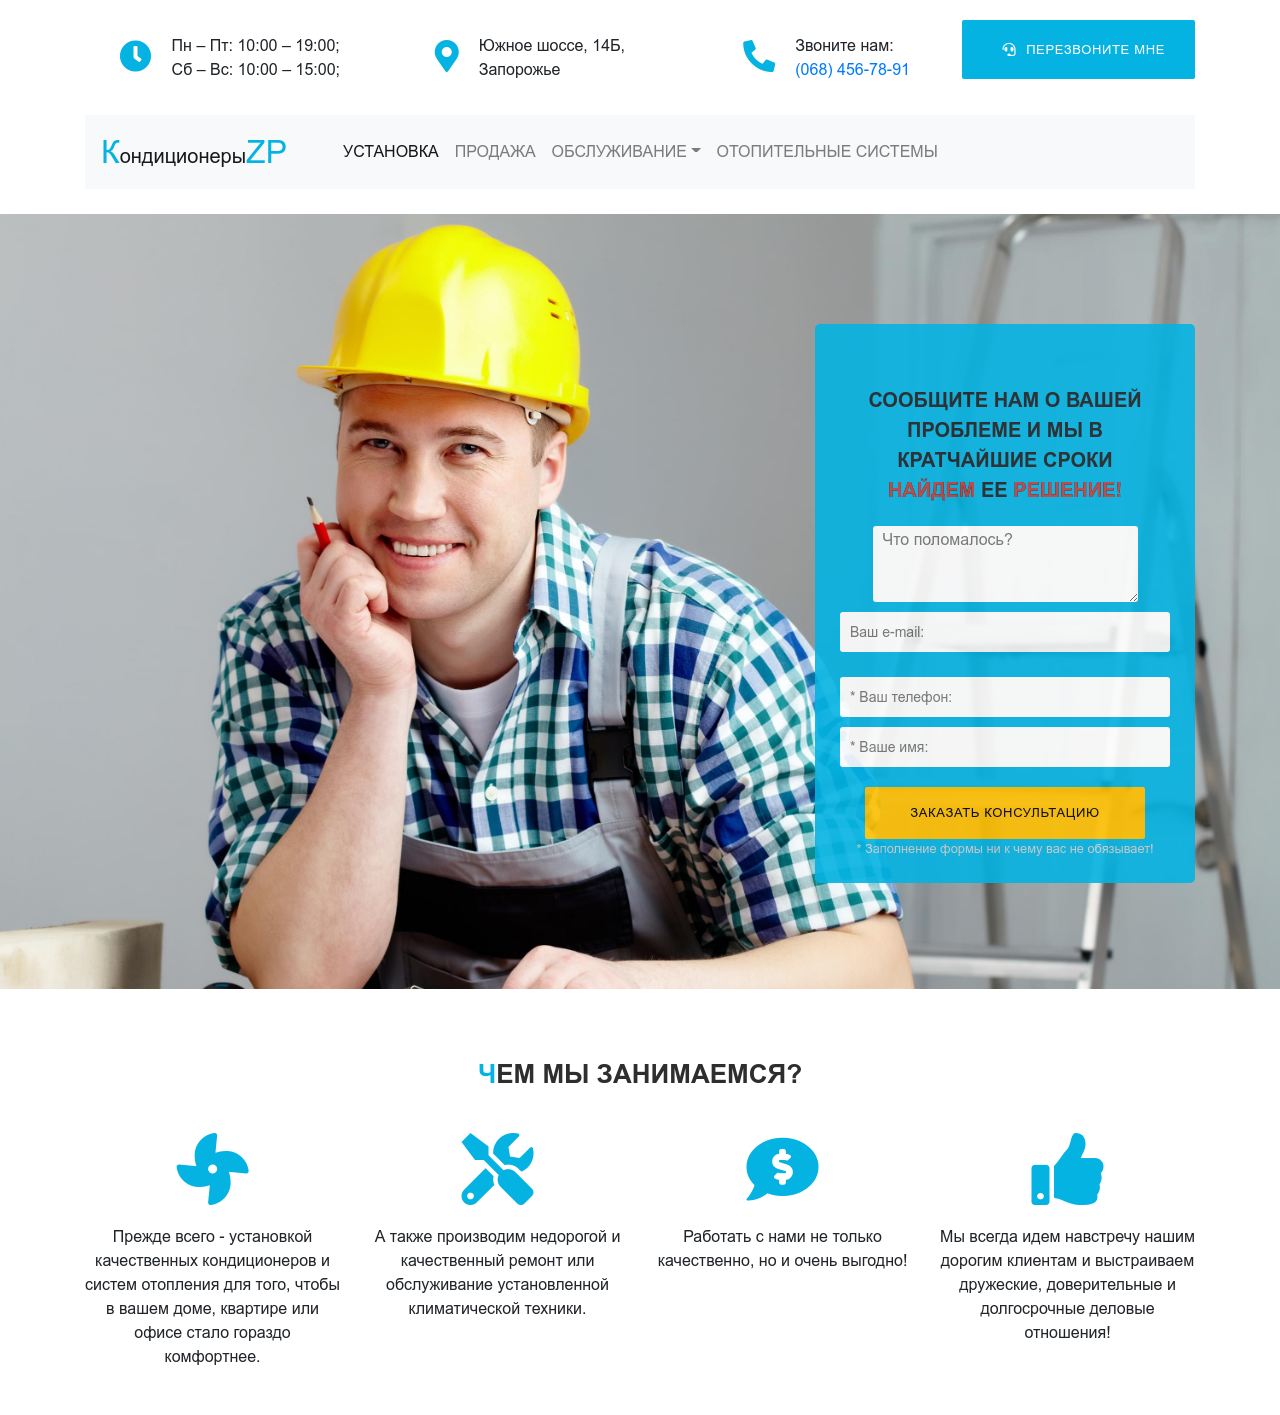 Пн – Пт: 10:00 – 19:00;
Сб – Вс: 10:00 – 15:00;
Южное шоссе, 14Б,
Запорожье
Звоните нам:
(068) 456-78-91
ПЕРЕЗВОНИТЕ МНЕ
КондиционерыZP
УСТАНОВКА
ПРОДАЖА
ОБСЛУЖИВАНИЕ
ОТОПИТЕЛЬНЫЕ СИСТЕМЫ
СООБЩИТЕ НАМ О ВАШЕЙ
ПРОБЛЕМЕ И МЫ В
КРАТЧАЙШИЕ СРОКИ
НАЙДЕМ ЕЕ РЕШЕНИЕ!
Что поломалось?
Ваш e-mail:
* Ваш телефон:
* Ваше имя:
ЗАКАЗАТЬ КОНСУЛЬТАЦИЮ
* Заполнение формы ни к чему вас не обязывает!
ЧЕМ МЫ ЗАНИМАЕМСЯ?
Прежде всего - установкой
качественных кондиционеров и
систем отопления для того, чтобы
в вашем доме, квартире или
офисе стало гораздо
комфортнее.
А также производим недорогой и
качественный ремонт или
обслуживание установленной
климатической техники.
Работать с нами не только
качественно, но и очень выгодно!
Мы всегда идем навстречу нашим
дорогим клиентам и выстраиваем
дружеские, доверительные и
долгосрочные деловые
отношения!